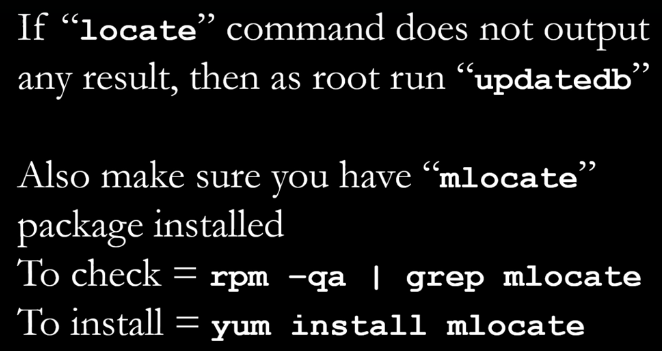 If “locate” command does not output
any result, then as root run “updatedb”
Also make sure you have “mlocate”
package installed
To check = rpm –qa | grep mlocate
To install = yum install mlocate